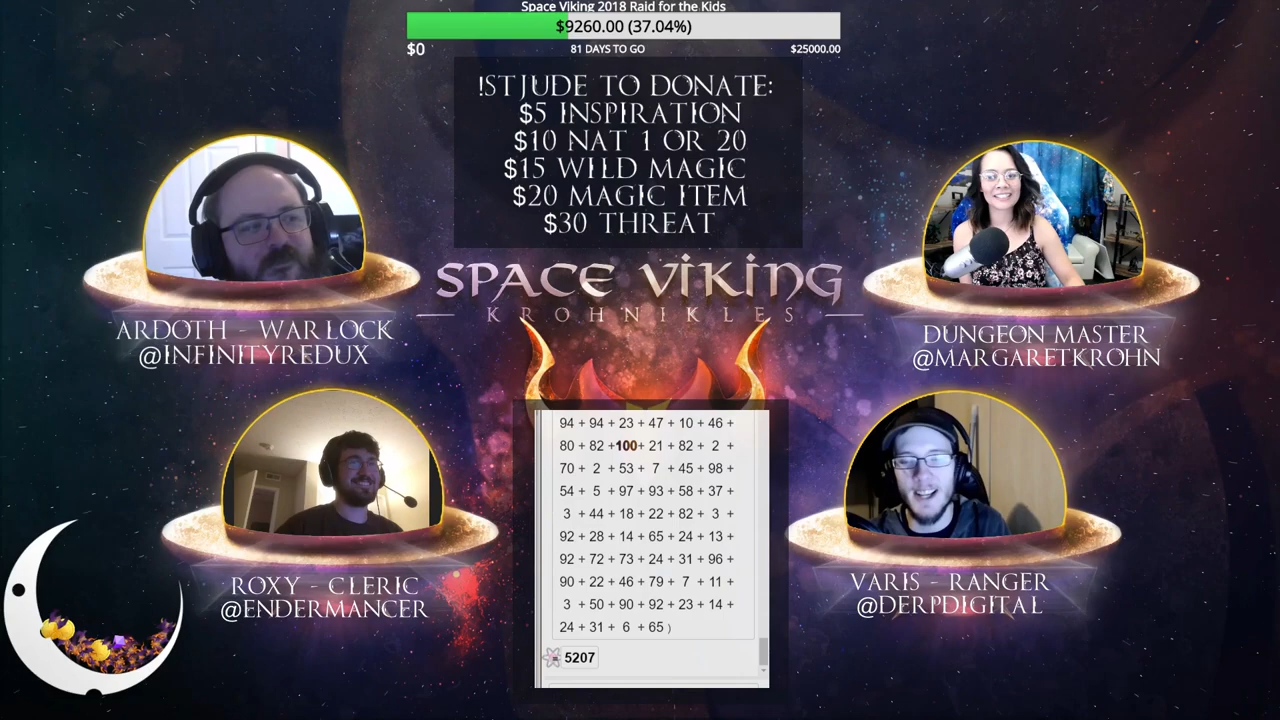 Space Viking 2018 Raid for the Kids
$9260.00 (37.04%)
$0
81 DAYS TO GO
$25000.00
!STJUDE TO DONATE:
$5 INSPIRATION
$10 NAT 1 OR 20
$15 WILD MAGIC
$20 MAGIC ITEM
$30 THREAT
SPACE VIKING
KROHNIKLES
ARDOTH - WARLOCK
@INFINITYREDUX
DUNGEON MASTER
@MARGARETKROHN
94 + 94 + 23 + 47 + 10 + 46 +
80 + 82 + 100 + 21 + 82 + 2 +
70 + 2 + 53 + 7 + 45 + 98 +
54 + 5 + 97 + 93 + 58 + 37 +
3 + 44 + 18 + 22 + 82 + 3 +
92 + 28 + 14 + 65 + 24 + 13 +
92 + 72 + 73 + 24 + 31 + 96 +
90 + 22 + 46 + 79 + 7 + 11 +
3 + 50 + 90 + 92 + 23 + 14 +
24 + 31 + 6 + 65 )
= 5207
ROXY - CLERIC
@ENDERMANCER
VARIS - RANGER
@DERPDIGITAL